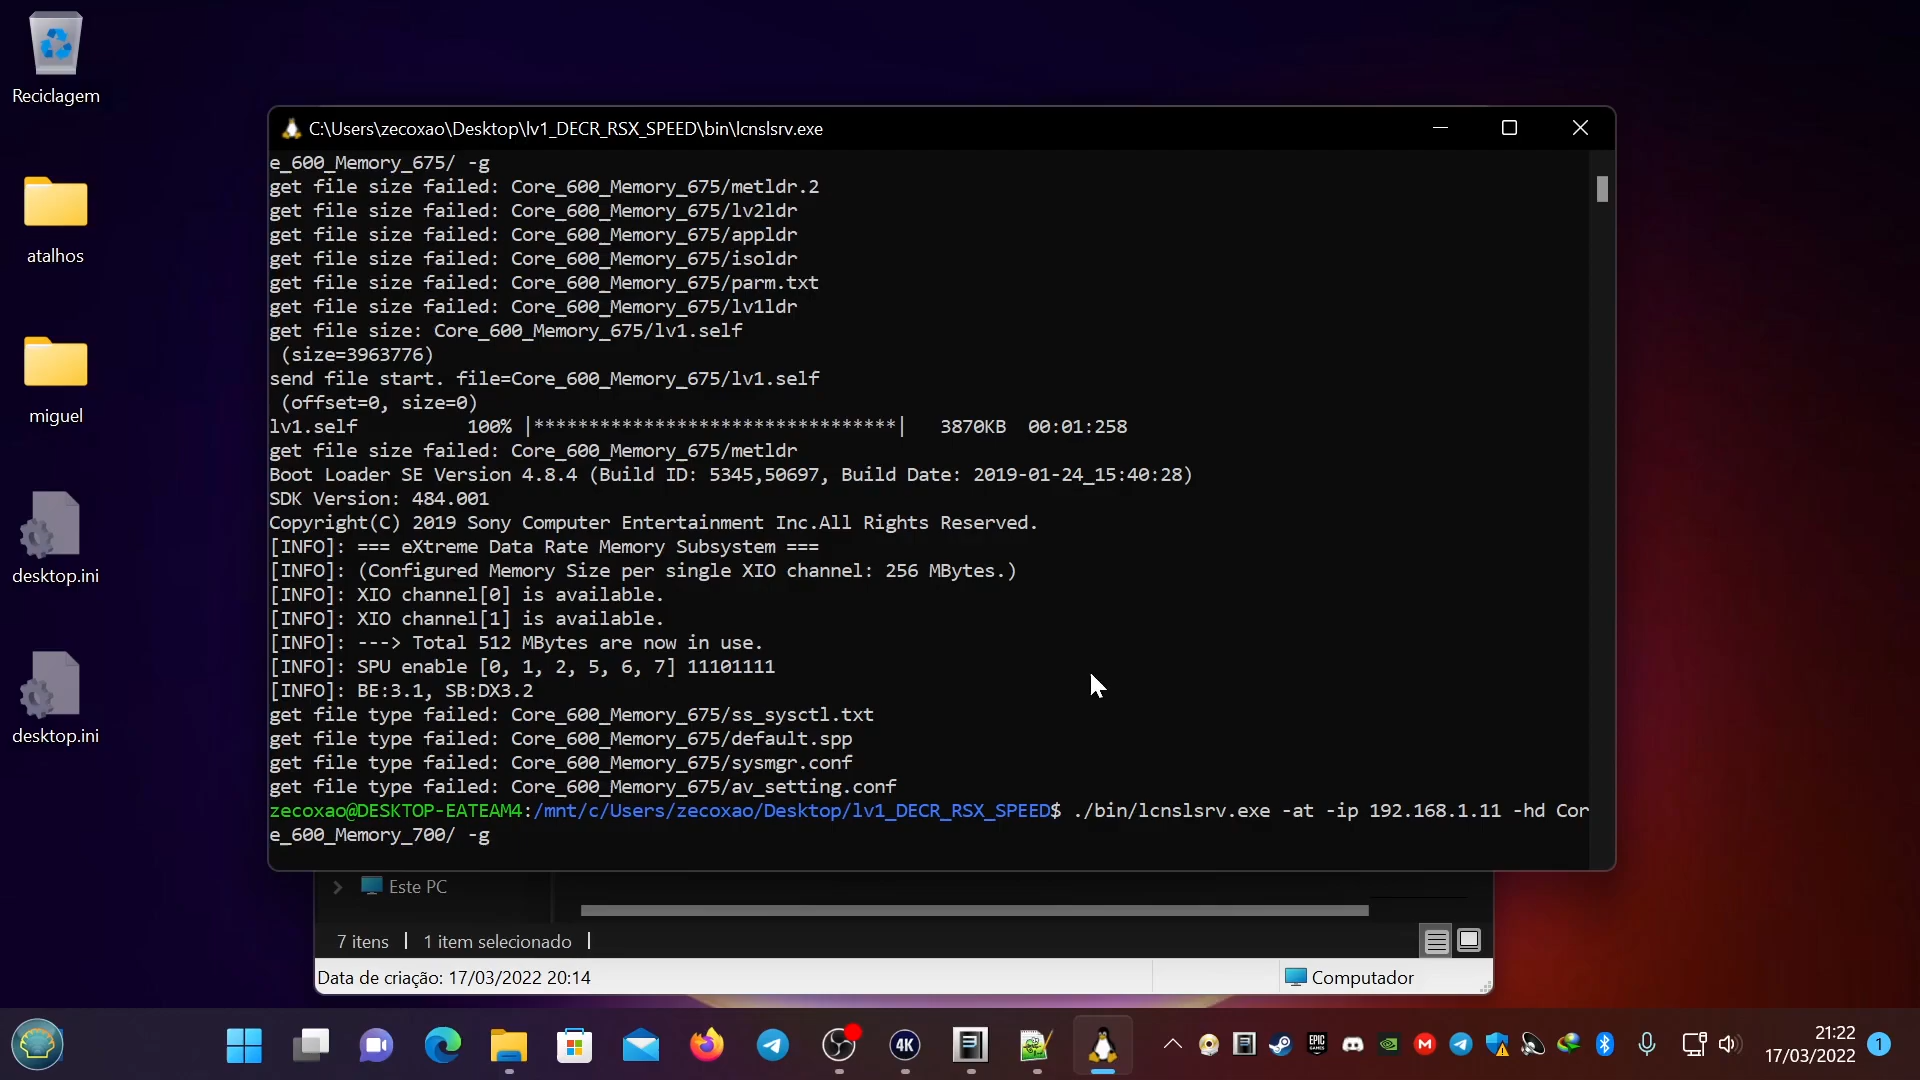 Reciclagem
atalhos
miguel
desktop.ini
desktop.ini
C:\Users\zecoxao\Desktop\lv1_DECR_RSX_SPEED\bin\lcnslsrv.exe
e_600_Memory_675/ -g
get file size failed: Core_600_Memory_675/metldr.2
get file size failed: Core_600_Memory_675/lv2ldr
get file size failed: Core_600_Memory_675/appldr
get file size failed: Core_600_Memory_675/isoldr
get file size failed: Core_600_Memory_675/parm.txt
get file size failed: Core_600_Memory_675/lv1ldr
get file size: Core_600_Memory_675/lv1.self
 (size=3963776)
send file start. file=Core_600_Memory_675/lv1.self
 (offset=0, size=0)
lv1.self          100% |*********************************|   3870KB  00:01:258
get file size failed: Core_600_Memory_675/metldr
Boot Loader SE Version 4.8.4 (Build ID: 5345,50697, Build Date: 2019-01-24_15:40:28)
SDK Version: 484.001
Copyright(C) 2019 Sony Computer Entertainment Inc.All Rights Reserved.
[INFO]: === eXtreme Data Rate Memory Subsystem ===
[INFO]: (Configured Memory Size per single XIO channel: 256 MBytes.)
[INFO]: XIO channel[0] is available.
[INFO]: XIO channel[1] is available.
[INFO]: ---> Total 512 MBytes are now in use.
[INFO]: SPU enable [0, 1, 2, 5, 6, 7] 11101111
[INFO]: BE:3.1, SB:DX3.2
get file type failed: Core_600_Memory_675/ss_sysctl.txt
get file type failed: Core_600_Memory_675/default.spp
get file type failed: Core_600_Memory_675/sysmgr.conf
get file type failed: Core_600_Memory_675/av_setting.conf
zecoxao@DESKTOP-EATEAM4:/mnt/c/Users/zecoxao/Desktop/lv1_DECR_RSX_SPEED$ ./bin/lcnslsrv.exe -at -ip 192.168.1.11 -hd Cor
e_600_Memory_700/ -g
Este PC
7 itens | 1 item selecionado |
Data de criação: 17/03/2022 20:14
Computador
4K
EPIC GAMES
21:22
17/03/2022
1